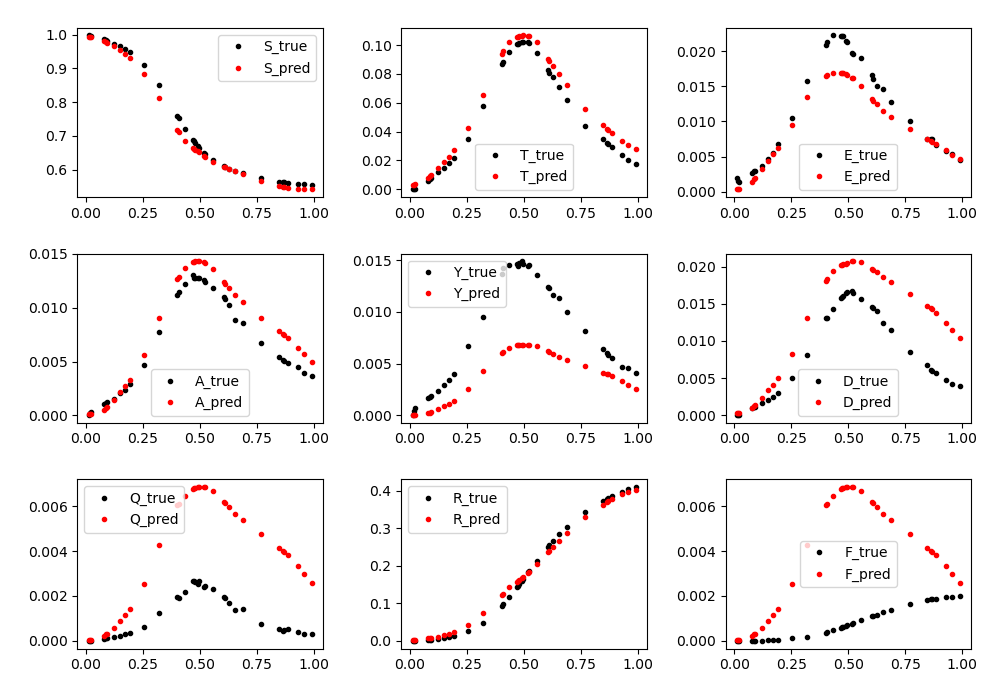 1.0
0.9
0.8
0.7
0.6
S_true
S_pred
0.00 0.25 0.50 0.75 1.00
0.10
0.08
0.06
0.04
0.02
0.00
T_true
T_pred
0.00 0.25 0.50 0.75 1.00
0.020
0.015
0.010
0.005
0.000
E_true
E_pred
0.00 0.25 0.50 0.75 1.00
0.015
0.010
0.005
0.000
A_true
A_pred
0.00 0.25 0.50 0.75 1.00
0.015
0.010
0.005
0.000
Y_true
Y_pred
0.00 0.25 0.50 0.75 1.00
0.020
0.015
0.010
0.005
0.000
D_true
D_pred
0.00 0.25 0.50 0.75 1.00
0.006
0.004
0.002
0.000
Q_true
Q_pred
0.00 0.25 0.50 0.75 1.00
0.4
0.3
0.2
0.1
0.0
R_true
R_pred
0.00 0.25 0.50 0.75 1.00
0.006
0.004
0.002
0.000
F_true
F_pred
0.00 0.25 0.50 0.75 1.00